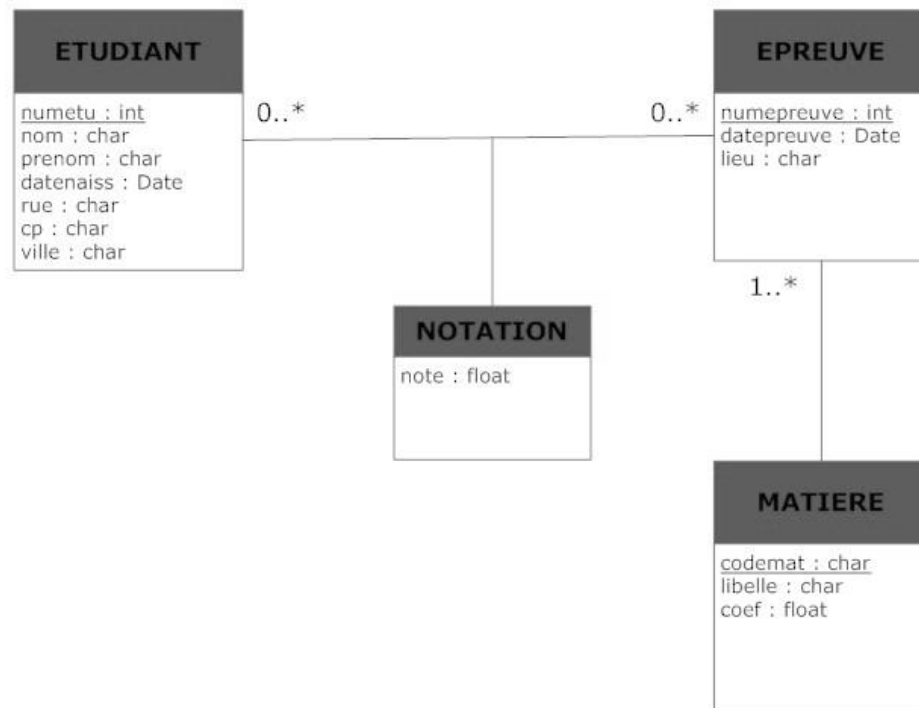 ETUDIANT
numetu : int
nom : char
prenom : char
datenaiss : Date
rue : char
cp : char
ville : char
0..*
0..*
EPREUVE
numepreuve : int
datepreuve : Date
lieu : char
1..*
NOTATION
note : float
MATIERE
codemat : char
libelle : char
coef : float